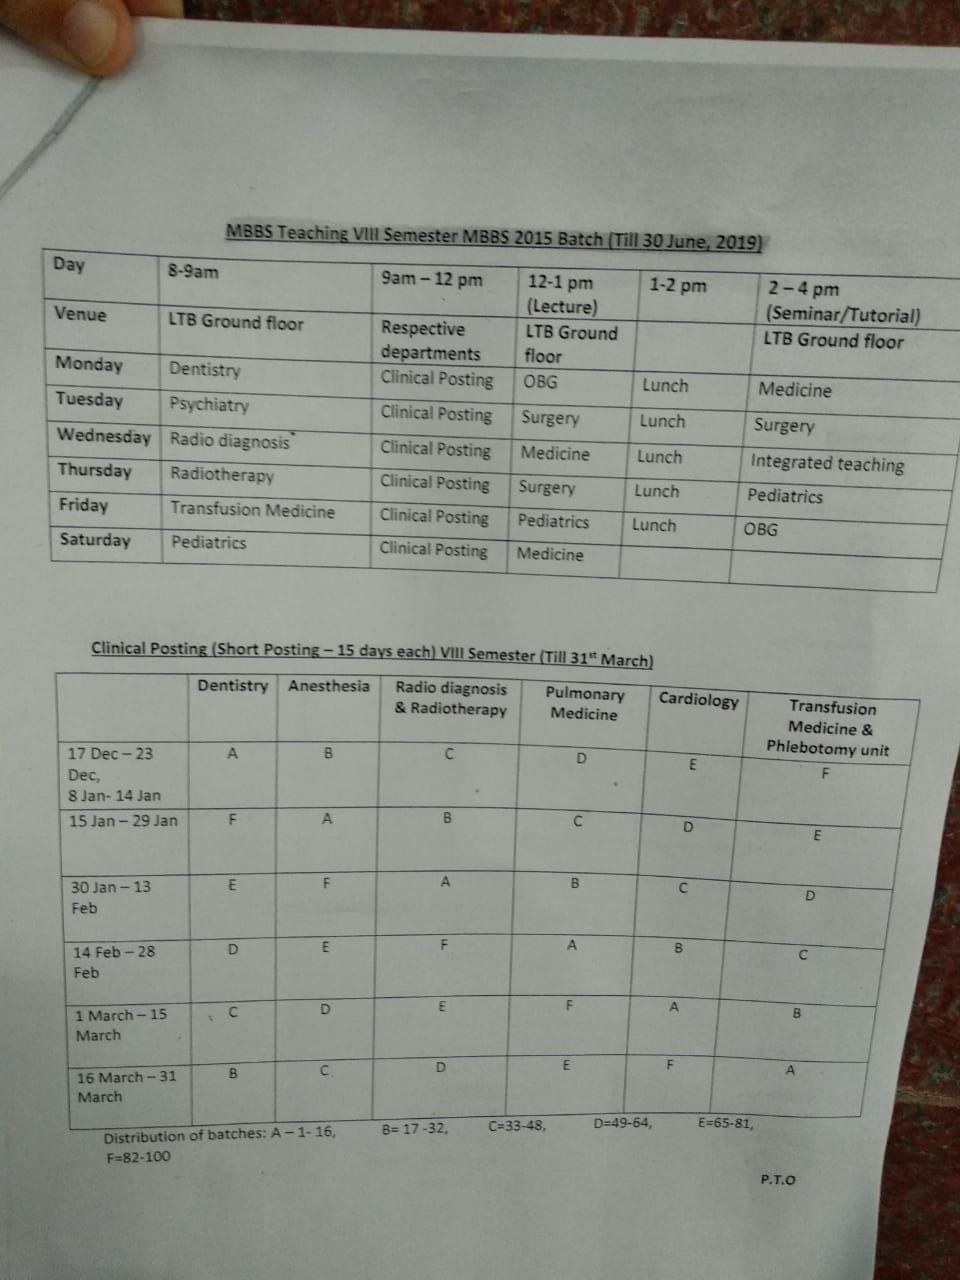 MBBS Teaching VIII Semester MBBS 2015 Batch (Till 30 June, 2019)
Day 8-9am 9am – 12 pm 12-1 pm (Lecture) 1-2 pm 2 – 4 pm (Seminar/Tutorial)
Venue LTB Ground floor Respective departments LTB Ground floor LTB Ground floor
Monday Dentistry Clinical Posting OBG Lunch Medicine
Tuesday Psychiatry Clinical Posting Surgery Lunch Surgery
Wednesday Radio diagnosis Clinical Posting Medicine Lunch Integrated teaching
Thursday Radiotherapy Clinical Posting Surgery Lunch Pediatrics
Friday Transfusion Medicine Clinical Posting Pediatrics Lunch OBG
Saturday Pediatrics Clinical Posting Medicine
Clinical Posting (Short Posting – 15 days each) VIII Semester (Till 31st March)
Dentistry Anesthesia Radio diagnosis & Radiotherapy Pulmonary Medicine Cardiology Transfusion Medicine & Phlebotomy unit
17 Dec – 23 Dec, 8 Jan- 14 Jan A B C D E F
15 Jan – 29 Jan F A B C D E
30 Jan – 13 Feb E F A B C D
14 Feb – 28 Feb D E F A B C
1 March – 15 March C D E F A B
16 March – 31 March B C. D E F A
Distribution of batches: A – 1- 16, B= 17 -32, C=33-48, D=49-64, E=65-81,
F=82-100
P.T.O